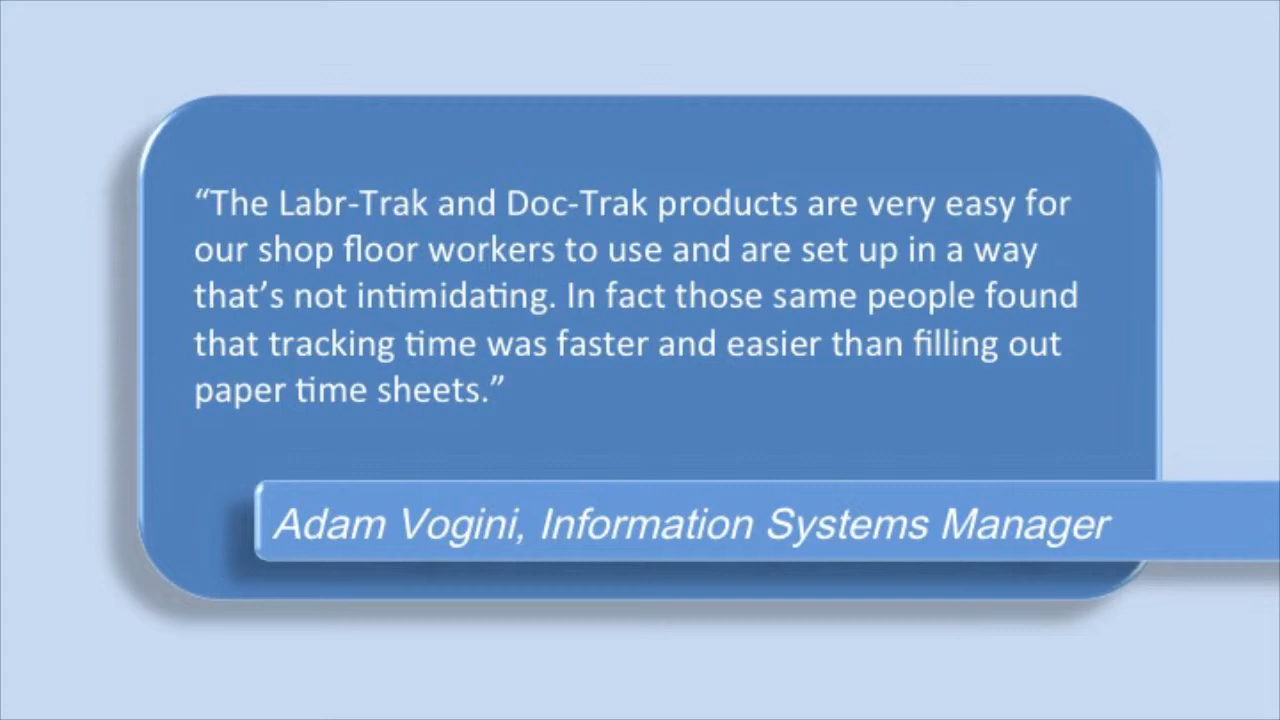 “The Labr-Trak and Doc-Trak products are very easy for
our shop floor workers to use and are set up in a way
that’s not intimidating. In fact those same people found
that tracking time was faster and easier than filling out
paper time sheets.”
Adam Vogini, Information Systems Manager